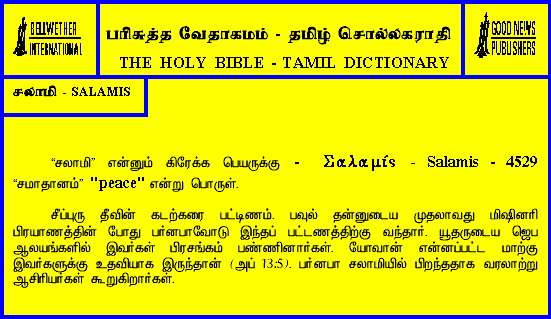 BELLWETHER
INTERNATIONAL
பரிசுத்த வேதாகமம் - தமிழ் சொல்லகராதி
THE HOLY BIBLE - TAMIL DICTIONARY
GOOD NEWS
PUBLISHERS
சலாமி - SALAMIS
“சலாமி” என்னும் கிரேக்க பெயருக்கு - Σαλαμίς - Salamis - 4529
“சமாதானம்” "peace" என்று பொருள்.
சீப்புரு தீவின் கடற்கரை பட்டிணம். பவுல் தன்னுடைய முதலாவது மிஷினரி
பிரயாணத்தின் போது பர்னபாவோடு இந்தப் பட்டணத்திற்கு வந்தார். யூதருடைய ஜெப
ஆலயங்களில் இவர்கள் பிரசங்கம் பண்ணினார்கள். யோவான் என்னப்பட்ட மாற்கு
இவர்களுக்கு உதவியாக இருந்தான் (அப் 13:5). பர்னபா சலாமியில் பிறந்ததாக வரலாற்று
ஆசிரியர்கள் கூறுகிறார்கள்.